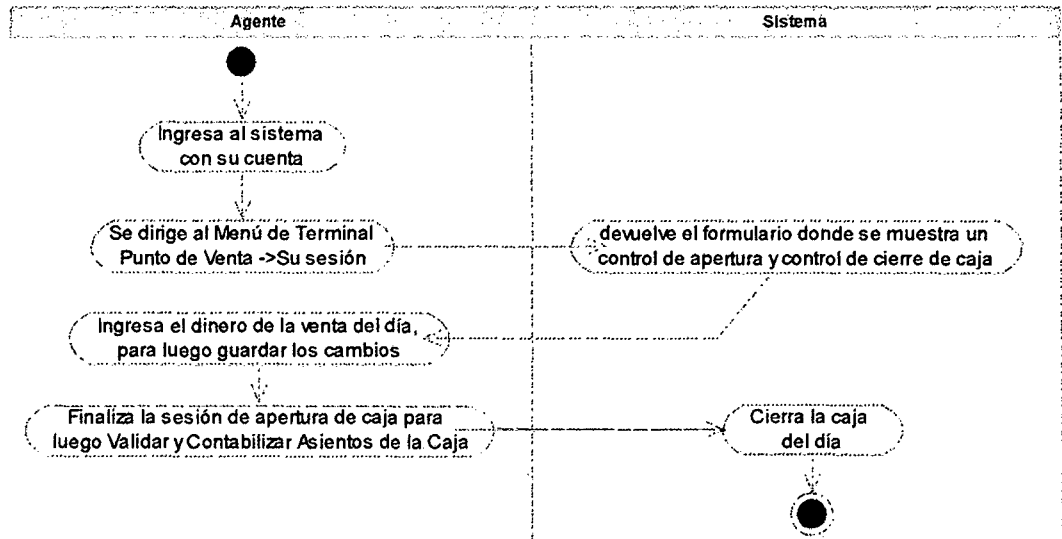 Agente
Sistema
Ingresa al sistema
con su cuenta
Se dirige al Menú de Terminal
Punto de Venta ->Su sesión
devuelve el formulario donde se muestra un
control de apertura y control de cierre de caja
Ingresa el dinero de la venta del día,
para luego guardar los cambios
Finaliza la sesión de apertura de caja para
luego Validar y Contabilizar Asientos de la Caja
Cierra la caja
del día